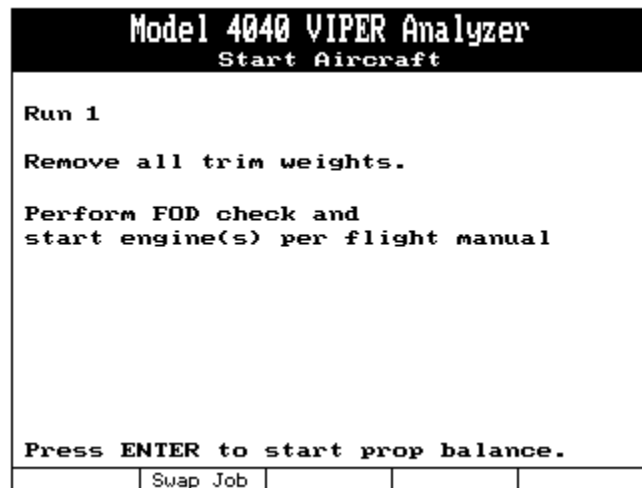 Model 4040 VIPER Analyzer
Start Aircraft
Run 1
Remove all trim weights.
Perform FOD check and
start engine(s) per flight manual
Press ENTER to start prop balance.
Swap Job